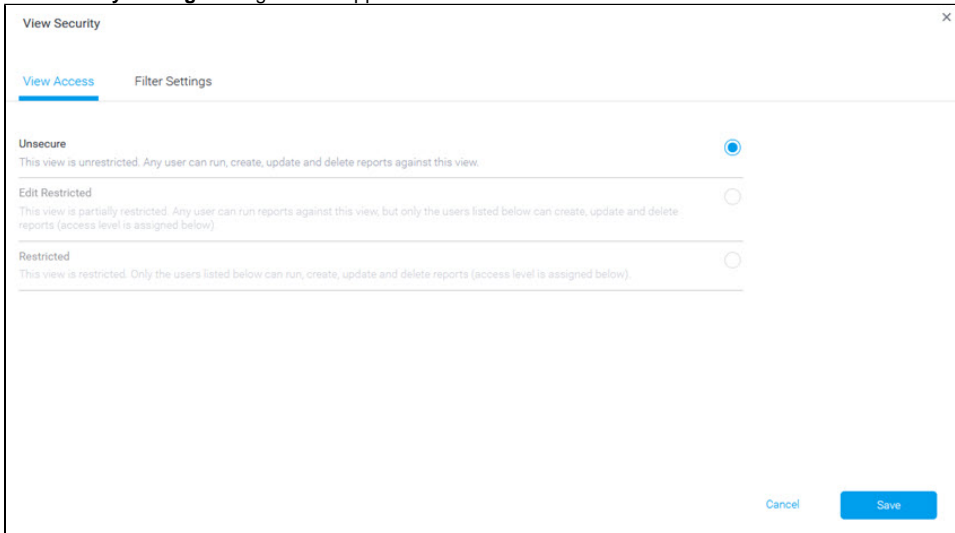 View Security
×
View Access Filter Settings
Unsecure
This view is unrestricted. Any user can run, create, update and delete reports against this view.
Edit Restricted
This view is partially restricted. Any user can run reports against this view, but only the users listed below can create, update and delete
reports (access level is assigned below)
Restricted
This view is restricted. Only the users listed below can run, create, update and delete reports (access level is assigned below).
Cancel Save